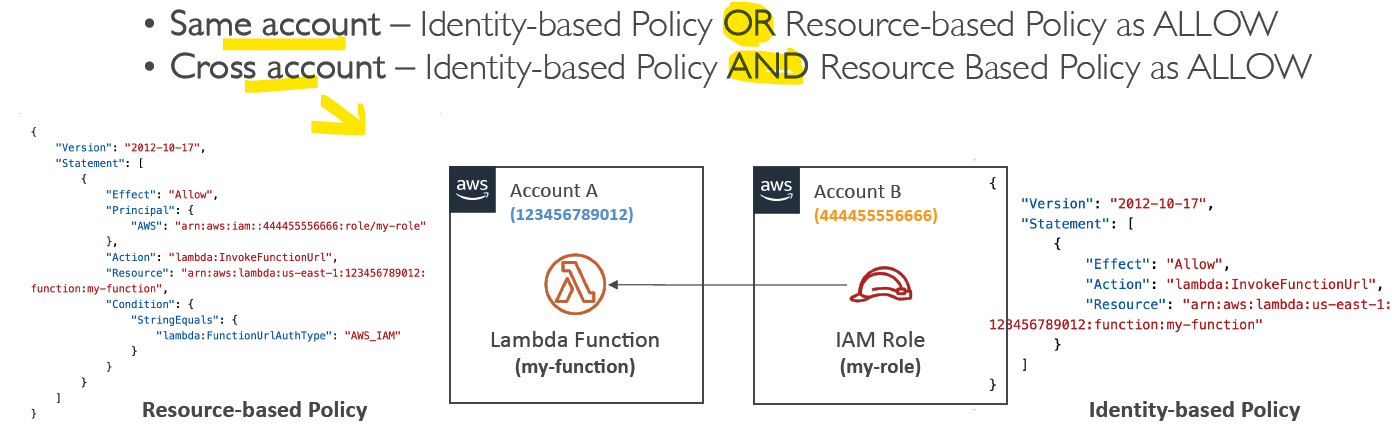 • Same account – Identity-based Policy OR Resource-based Policy as ALLOW
• Cross account – Identity-based Policy AND Resource Based Policy as ALLOW
{
"Version": "2012-10-17",
"Statement": [
{
"Effect": "Allow",
"Principal": {
"AWS": "arn:aws:iam::444455556666:role/my-role"
},
"Action": "lambda:InvokeFunctionUrl",
"Resource": "arn:aws:lambda:us-east-1:123456789012:
function:my-function",
"Condition": {
"StringEquals": {
"lambda:FunctionUrlAuthType": "AWS_IAM"
}
}
}
]
}
Resource-based Policy
aws
Account A
(123456789012)
Lambda Function
(my-function)
aws
Account B
(444455556666)
IAM Role
(my-role)
{
"Version": "2012-10-17",
"Statement": [
{
"Effect": "Allow",
"Action": "lambda:InvokeFunctionUrl",
"Resource": "arn:aws:lambda:us-east-1:
123456789012:function:my-function"
}
]
}
Identity-based Policy